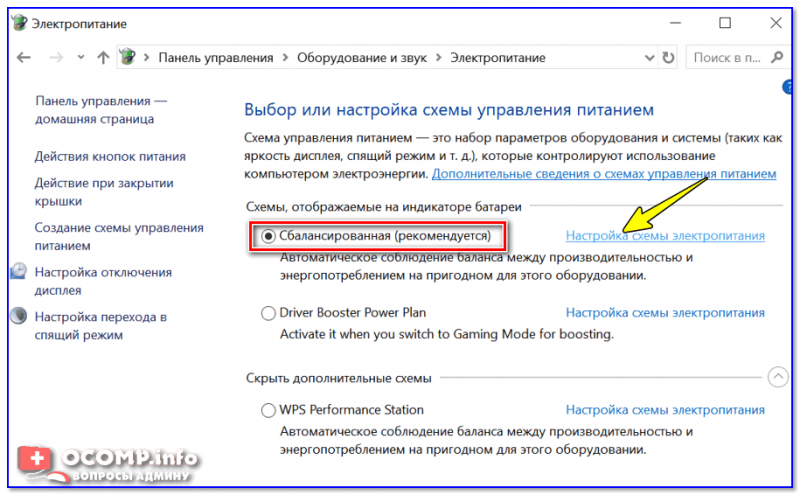 Электропитание
Панель управления
Оборудование и звук
Электропитание
Поиск в п...
Панель управления —
домашняя страница
Действия кнопок питания
Действие при закрытии
крышки
Создание схемы управления
питанием
Настройка отключения
дисплея
Настройка перехода в
спящий режим
Выбор или настройка схемы управления питанием
Схема управления питанием — это набор параметров оборудования и системы (таких как
яркость дисплея, спящий режим и т. д.), которые контролируют использование
компьютером электроэнергии. Дополнительные сведения о схемах управления питанием
Схемы, отображаемые на индикаторе батареи
Сбалансированная (рекомендуется) Настройка схемы электропитания
Автоматическое соблюдение баланса между производительностью и
энергопотреблением на пригодном для этого оборудовании.
Driver Booster Power Plan Настройка схемы электропитания
Activate it when you switch to Gaming Mode for boosting.
Скрыть дополнительные схемы
WPS Performance Station Настройка схемы электропитания
Автоматическое соблюдение баланса между производительностью и
энергопотреблением на пригодном для этого оборудовании.
OCOMP.info
ВОПРОСЫ АДМИНУ